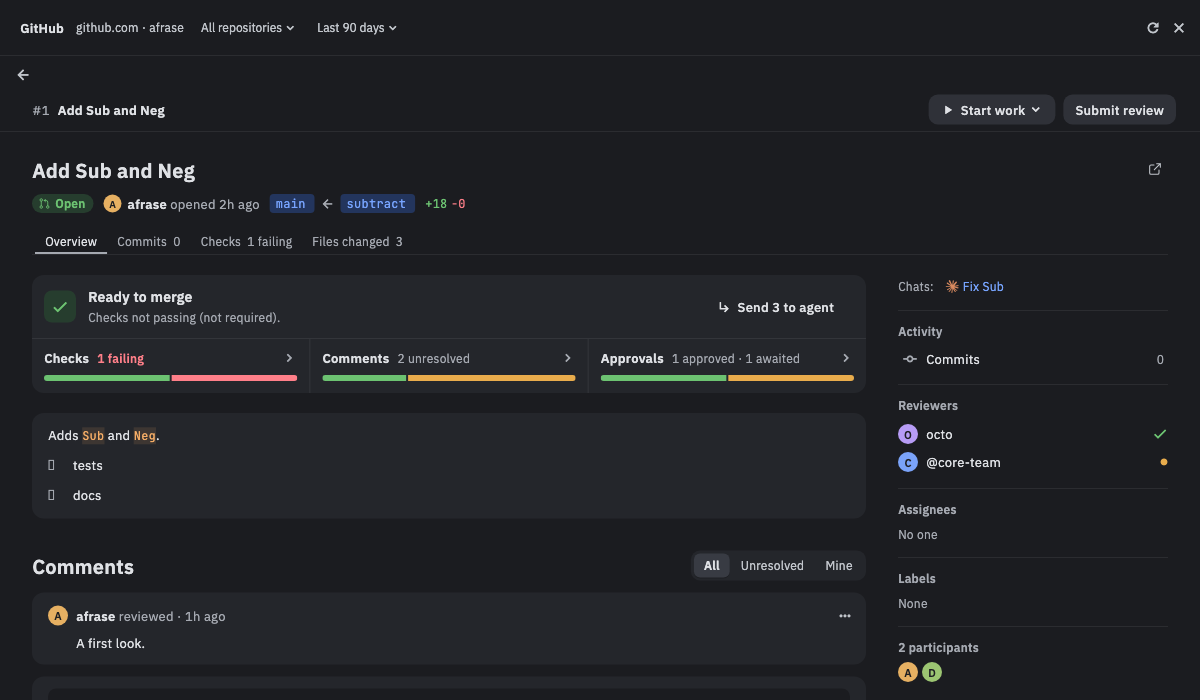 GitHub github.com · afrase All repositories Last 90 days
#1 Add Sub and Neg Start work Submit review
Add Sub and Neg
Open A afrase opened 2h ago main ← subtract +18 -0
Overview Commits 0 Checks 1 failing Files changed 3
Ready to merge
Checks not passing (not required).
Send 3 to agent
Checks 1 failing Comments 2 unresolved Approvals 1 approved · 1 awaited
Adds Sub and Neg.
tests
docs
Comments All Unresolved Mine
A afrase reviewed · 1h ago
A first look.
Chats: Fix Sub
Activity
Commits 0
Reviewers
O octo
C @core-team
Assignees
No one
Labels
None
2 participants
A D